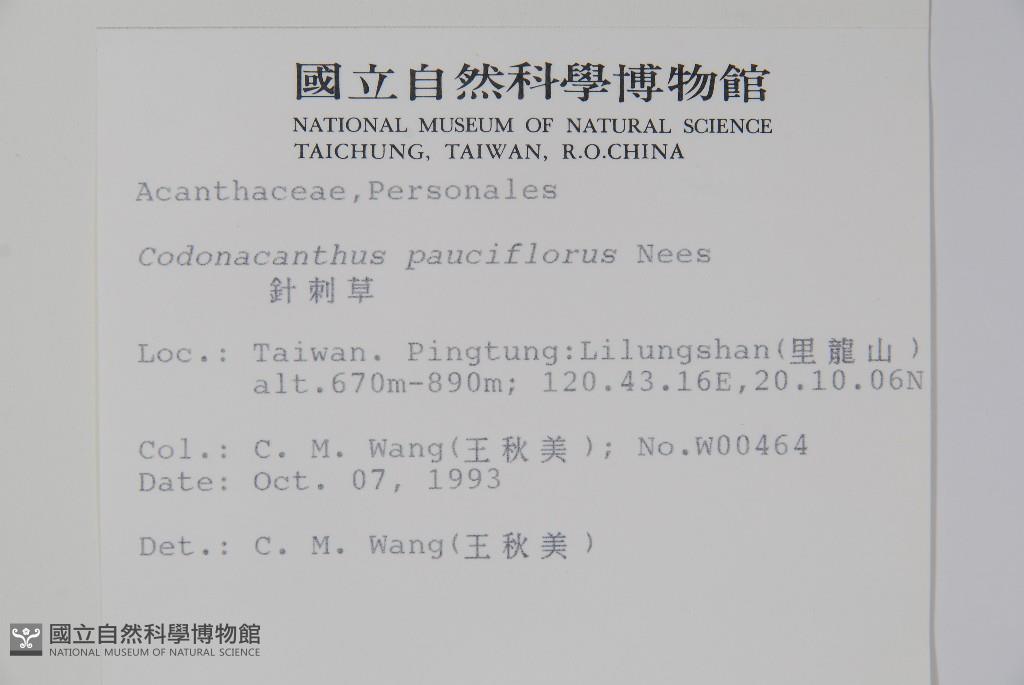 國立自然科學博物館
NATIONAL MUSEUM OF NATURAL SCIENCE
TAICHUNG, TAIWAN, R.O.CHINA
Acanthaceae,Personales
Codonacanthus pauciflorus Nees
針刺草
Loc.: Taiwan. Pingtung:Lilungshan(里龍山)
alt.670m-890m; 120.43.16E,20.10.06N
Col.: C. M. Wang(王秋美); No.W00464
Date: Oct. 07, 1993
Det.: C. M. Wang(王秋美)
國立自然科學博物館
NATIONAL MUSEUM OF NATURAL SCIENCE